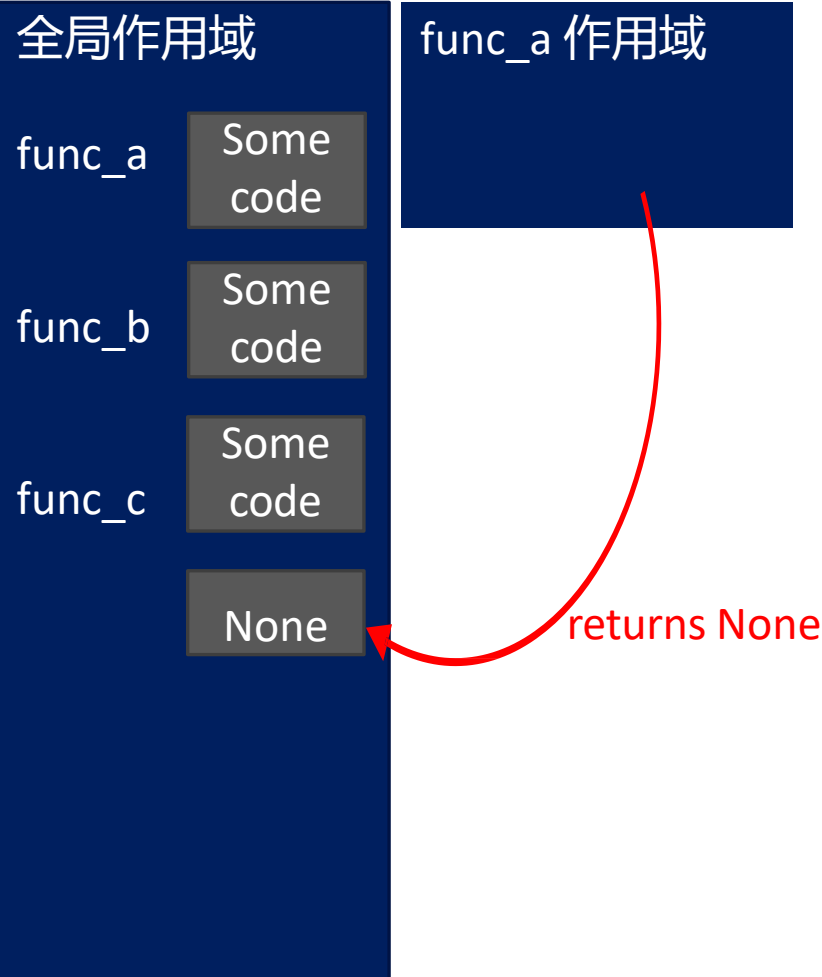 全局作用域
func_a
Some
code
func_b
Some
code
func_c
Some
code
None
func_a 作用域
returns None